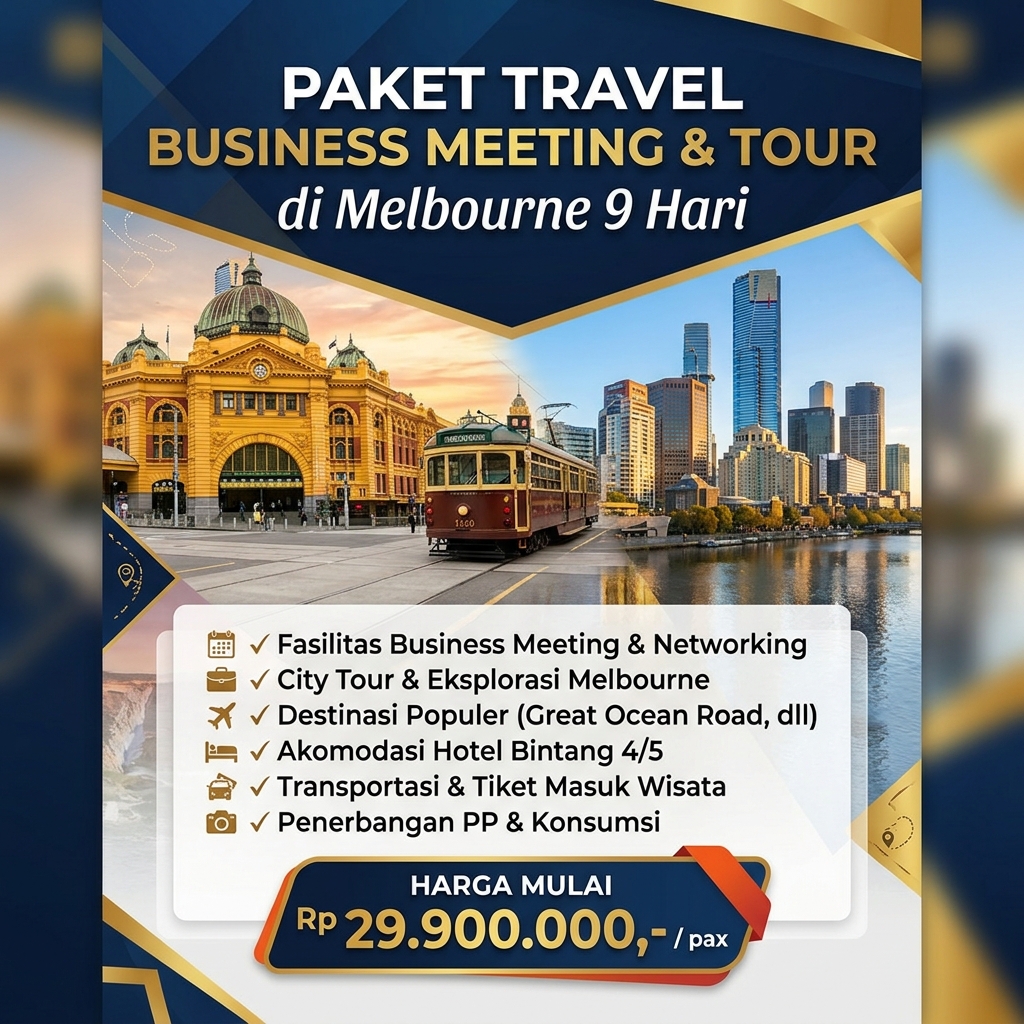 PAKET TRAVEL
BUSINESS MEETING & TOUR
di Melbourne 9 Hari
1860
✓ Fasilitas Business Meeting & Networking
✓ City Tour & Eksplorasi Melbourne
✓ Destinasi Populer (Great Ocean Road, dll)
✓ Akomodasi Hotel Bintang 4/5
✓ Transportasi & Tiket Masuk Wisata
✓ Penerbangan PP & Konsumsi
HARGA MULAI
Rp 29.900.000,- / pax